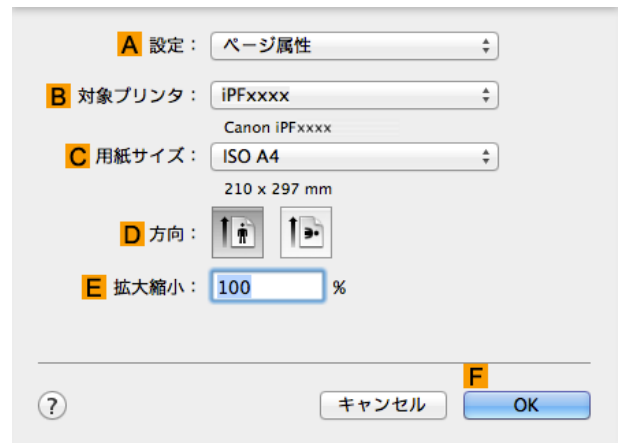 A 設定： ページ属性
B 対象プリンタ： iPFxxxx
Canon iPFxxxx
C 用紙サイズ： ISO A4
210 x 297 mm
D 方向：
E 拡大縮小： 100 %
F
? キャンセル OK